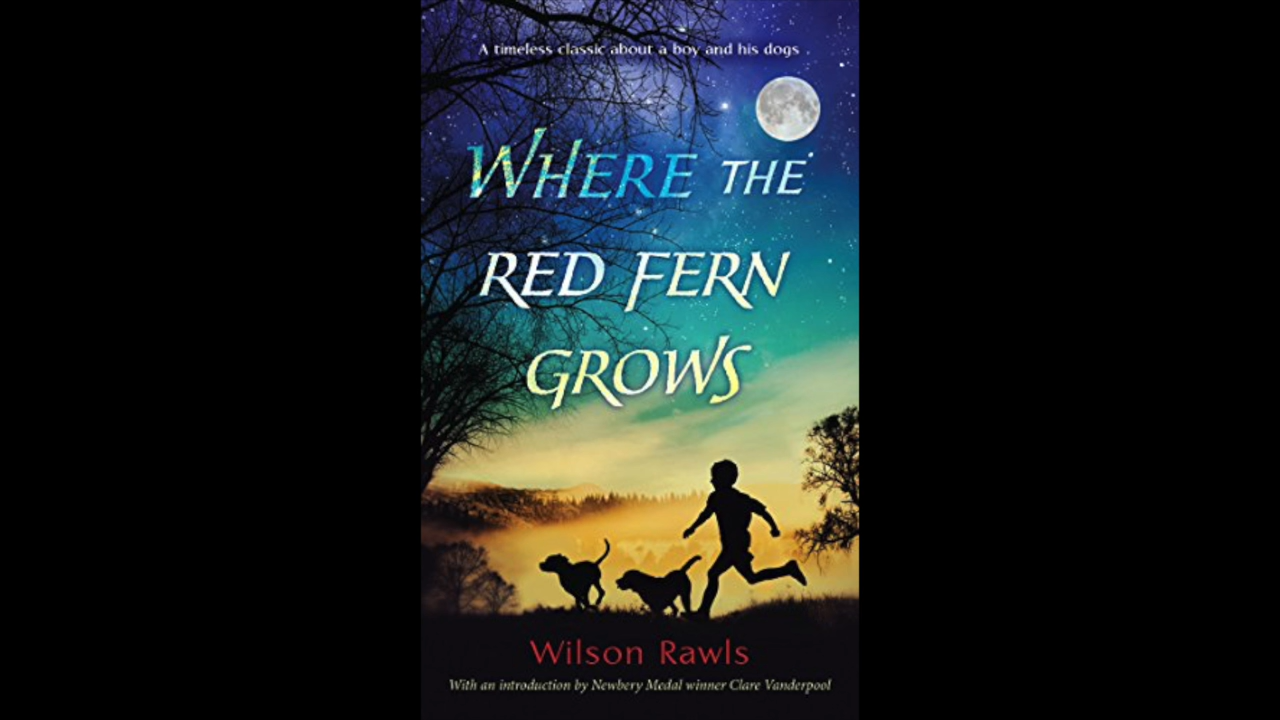 A timeless classic about a boy and his dogs
WHERE THE
RED FERN
GROWS
Wilson Rawls
With an introduction by Newbery Medal winner Clare Vanderpool